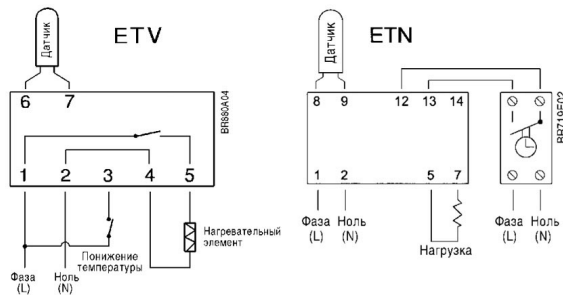 ETV
Датчик
6 7
BR880A04
1 2 3 4 5
Нагревательный
элемент
Понижение
температуры
Фаза
(L)
Ноль
(N)
ETN
Датчик
8 9 12 13 14
BR719E02
1 2 5 7
Фаза
(L)
Ноль
(N)
Нагрузка
Фаза
(L)
Ноль
(N)